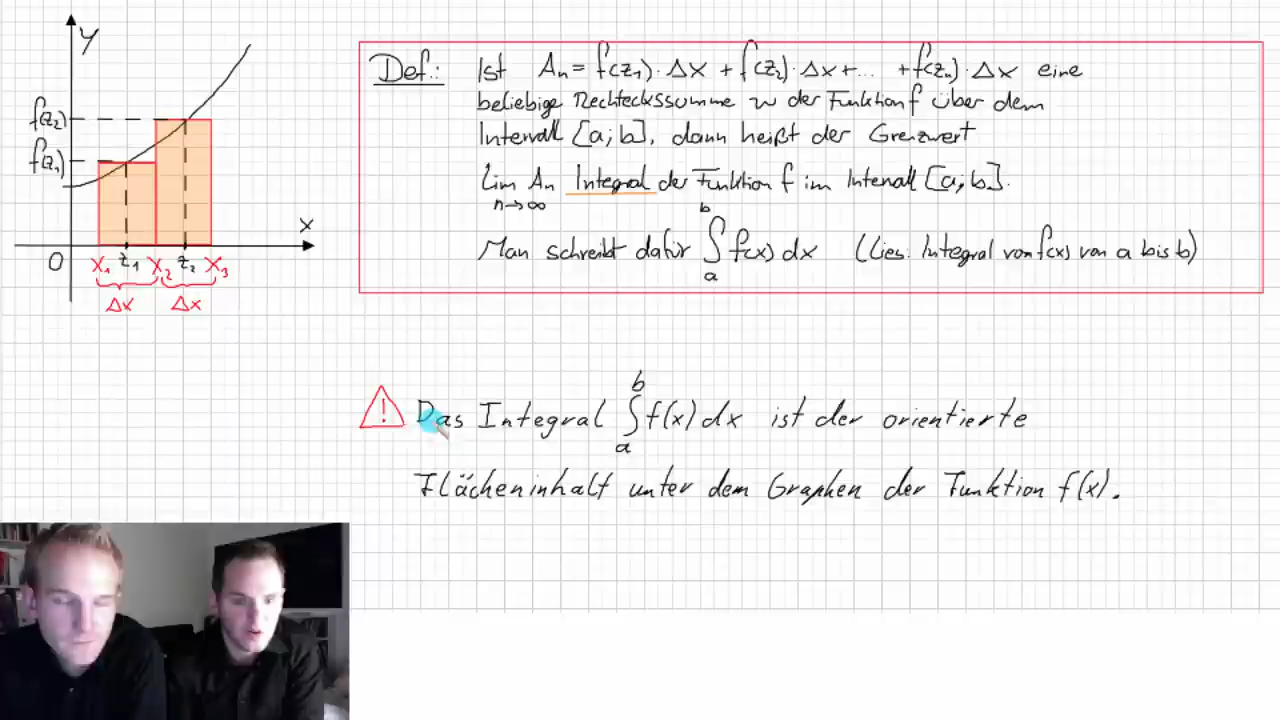 y
f(z₂)
f(z₁)
x
0
x₁ z₁ x₂ z₂ x₃
Δx Δx
Def.: Ist Aₙ = f(z₁)·Δx + f(z₂)·Δx + ... + f(zₙ)·Δx eine
beliebige Rechteckssumme zu der Funktion f über dem
Intervall [a; b], dann heißt der Grenzwert
lim Aₙ Integral der Funktion f im Intervall [a; b].
n→∞
Man schreibt dafür ∫ₐᵇ f(x) dx (Lies: Integral von f(x) von a bis b)
! Das Integral ∫ₐᵇ f(x) dx ist der orientierte
Flächeninhalt unter dem Graphen der Funktion f(x).